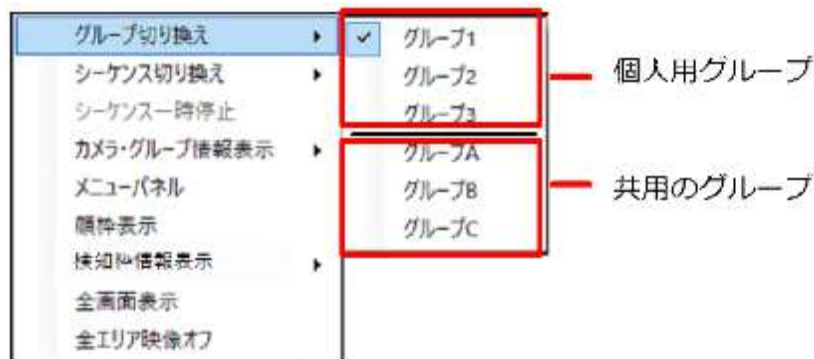 グループ切り換え
シーケンス切り換え
シーケンス一時停止
カメラ・グループ情報表示
メニューパネル
顔枠表示
検知枠情報表示
全画面表示
全エリア映像オフ
グループ1
グループ2
グループ3
グループA
グループB
グループC
個人用グループ
共用のグループ